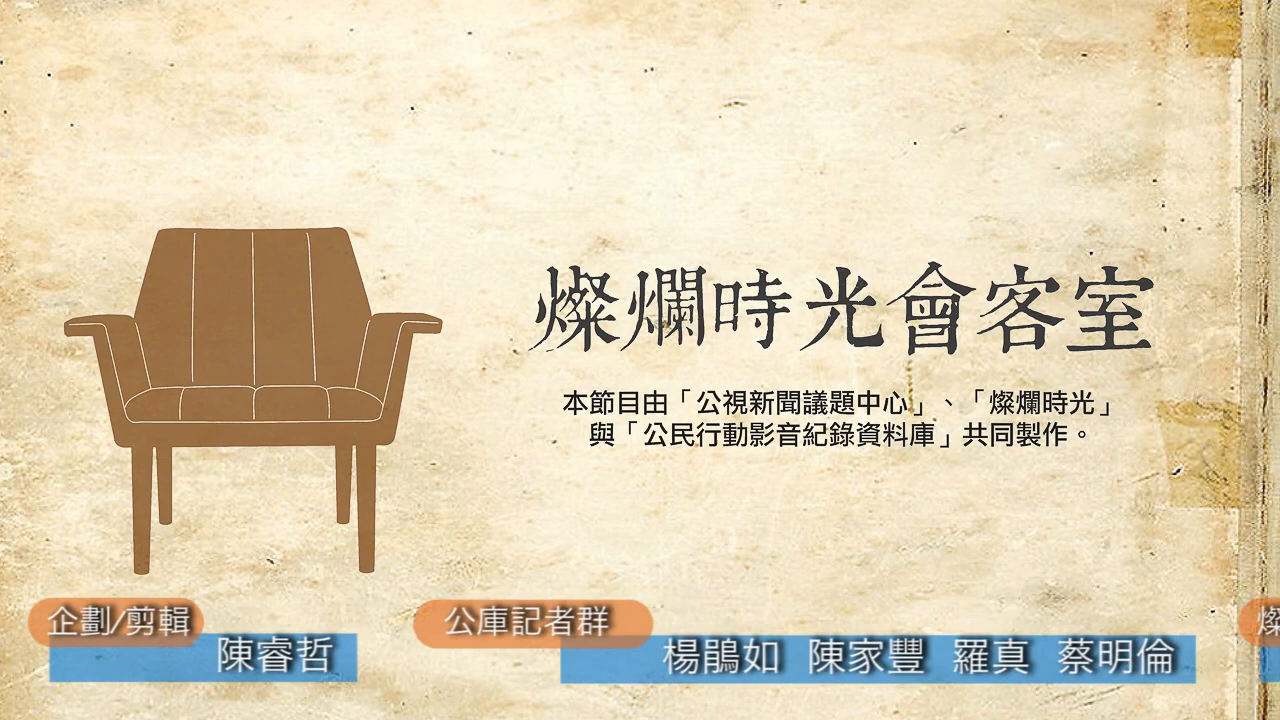 燦爛時光會客室
本節目由「公視新聞議題中心」、「燦爛時光」
與「公民行動影音紀錄資料庫」共同製作。
企劃/剪輯
陳睿哲
公庫記者群
楊鵑如 陳家豐 羅真 蔡明倫